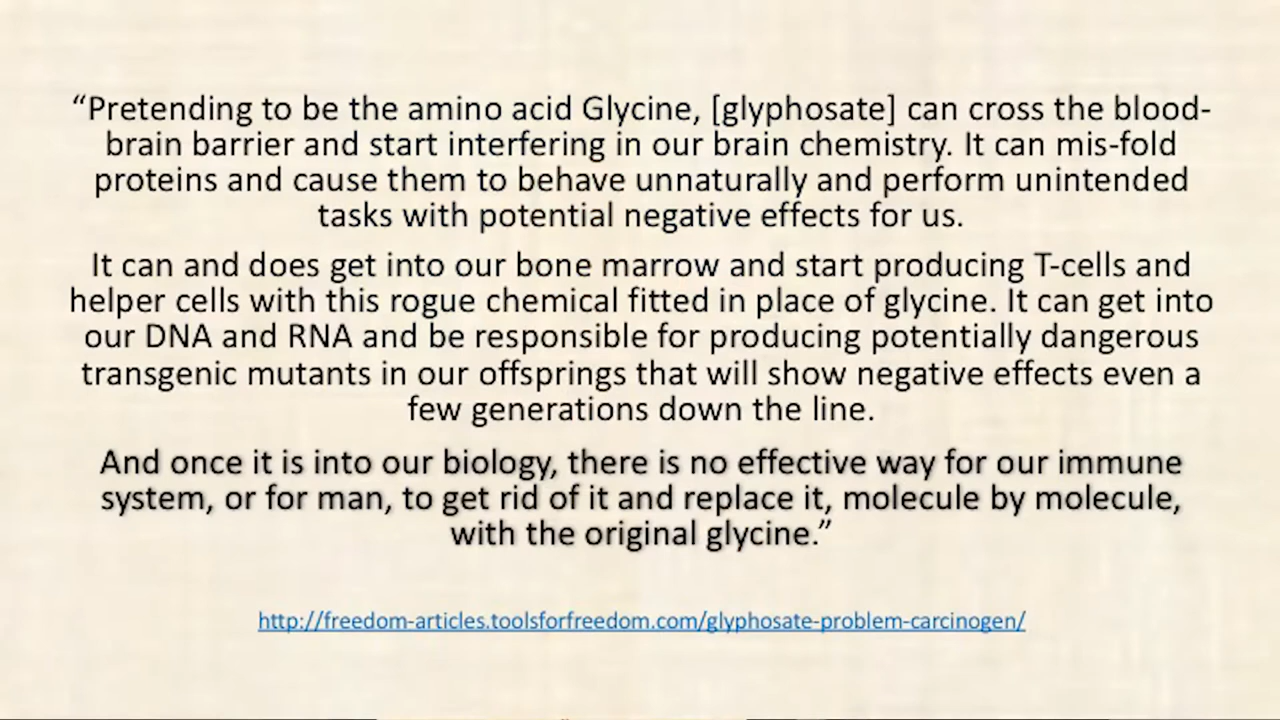 “Pretending to be the amino acid Glycine, [glyphosate] can cross the blood-
brain barrier and start interfering in our brain chemistry. It can mis-fold
proteins and cause them to behave unnaturally and perform unintended
tasks with potential negative effects for us.
It can and does get into our bone marrow and start producing T-cells and
helper cells with this rogue chemical fitted in place of glycine. It can get into
our DNA and RNA and be responsible for producing potentially dangerous
transgenic mutants in our offsprings that will show negative effects even a
few generations down the line.
And once it is into our biology, there is no effective way for our immune
system, or for man, to get rid of it and replace it, molecule by molecule,
with the original glycine.”
http://freedom-articles.toolsforfreedom.com/glyphosate-problem-carcinogen/